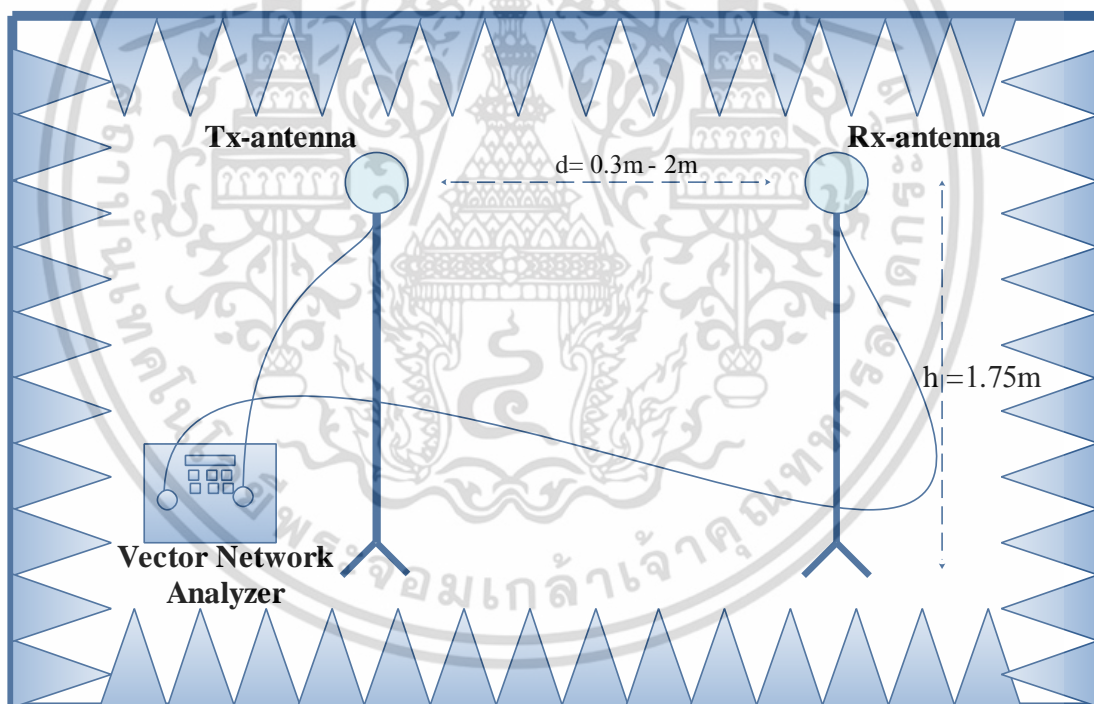 Tx-antenna
Rx-antenna
d= 0.3m - 2m
h =1.75m
Vector Network
Analyzer